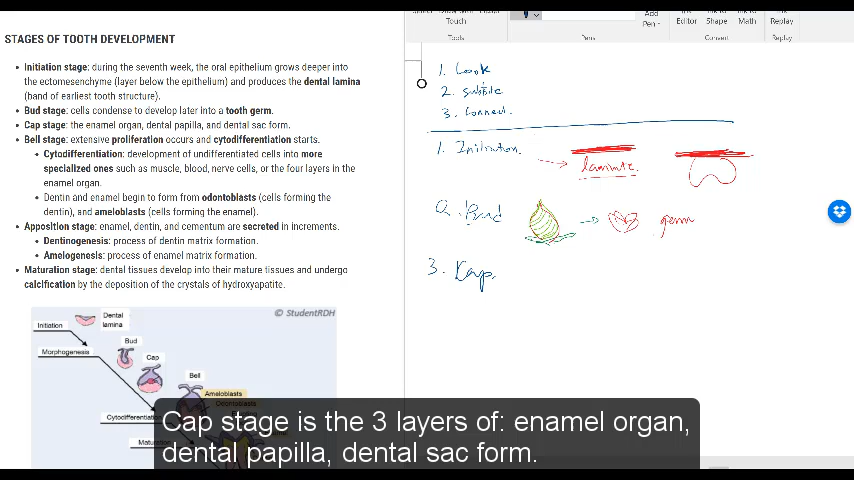 STAGES OF TOOTH DEVELOPMENT
• Initiation stage: during the seventh week, the oral epithelium grows deeper into
the ectomesenchyme (layer below the epithelium) and produces the dental lamina
(band of earliest tooth structure).
• Bud stage: cells condense to develop later into a tooth germ.
• Cap stage: the enamel organ, dental papilla, and dental sac form.
• Bell stage: extensive proliferation occurs and cytodifferentiation starts.
• Cytodifferentiation: development of undifferentiated cells into more
specialized ones such as muscle, blood, nerve cells, or the four layers in the
enamel organ.
• Dentin and enamel begin to form from odontoblasts (cells forming the
dentin), and ameloblasts (cells forming the enamel).
• Apposition stage: enamel, dentin, and cementum are secreted in increments.
• Dentinogenesis: process of dentin matrix formation.
• Amelogenesis: process of enamel matrix formation.
• Maturation stage: dental tissues develop into their mature tissues and undergo
calcification by the deposition of the crystals of hydroxyapatite.
© StudentRDH
Dental
lamina
Initiation
Bud
Morphogenesis
Cap
Bell
Ameloblasts
Odontoblasts
Cytodifferentiation
Touch
Add
Pen
Editor
Shape
Math
Replay
Tools
Pens
Convert
Replay
1. Look
3. Connect.
1. Initiation
laminate.
2. Bud
germ
3. Cap.
Cap stage is the 3 layers of: enamel organ,
dental papilla, dental sac form.